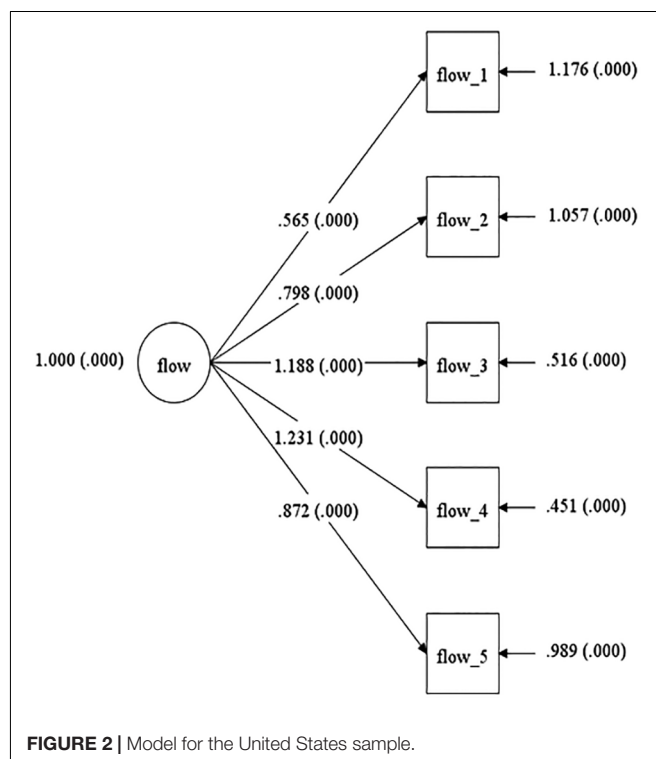 flow_1
1.176 (.000)
.565 (.000)
flow_2
1.057 (.000)
.798 (.000)
1.000 (.000)
flow
1.188 (.000)
flow_3
.516 (.000)
1.231 (.000)
flow_4
.451 (.000)
.872 (.000)
flow_5
.989 (.000)
FIGURE 2 | Model for the United States sample.